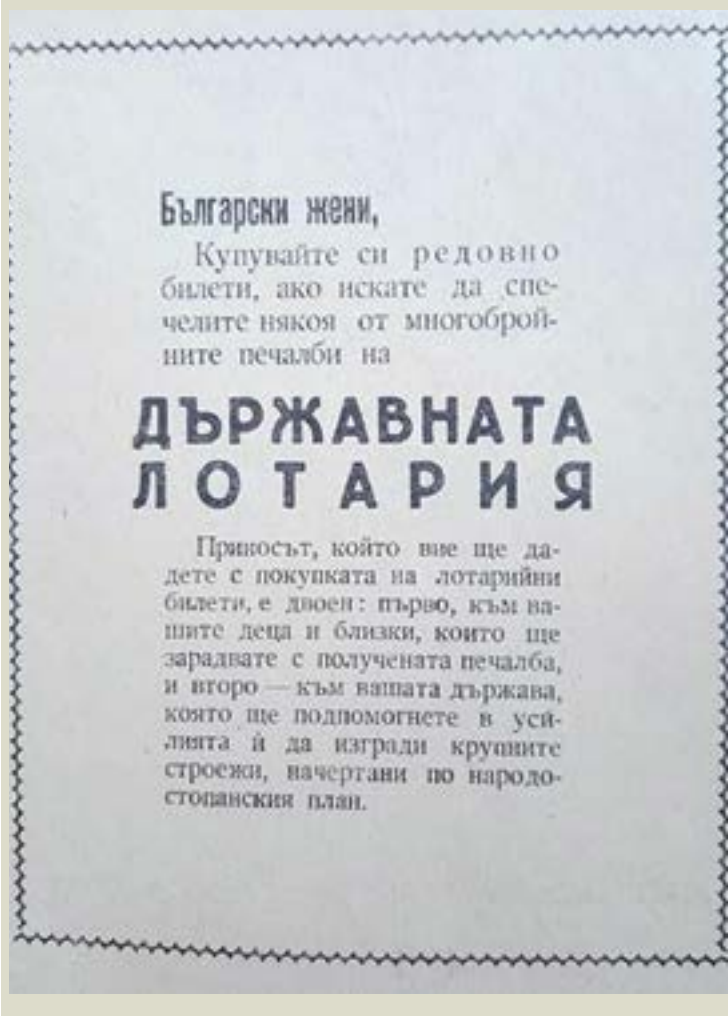 Български жени,
Купувайте си редовно
билети, ако искате да спе-
челите някоя от многоброй-
ните печалби на
ДЪРЖАВНАТА
ЛОТАРИЯ
Приносът, който вие ще да-
дете с покупката на лотарийни
билети, е двоен: първо, към ва-
шите деца и близки, които ще
зарадвате с получената печалба,
и второ — към вашата държава,
която ще подпомогнете в уси-
лията ѝ да изгради крупните
строежи, начертани по народо-
стопанския план.